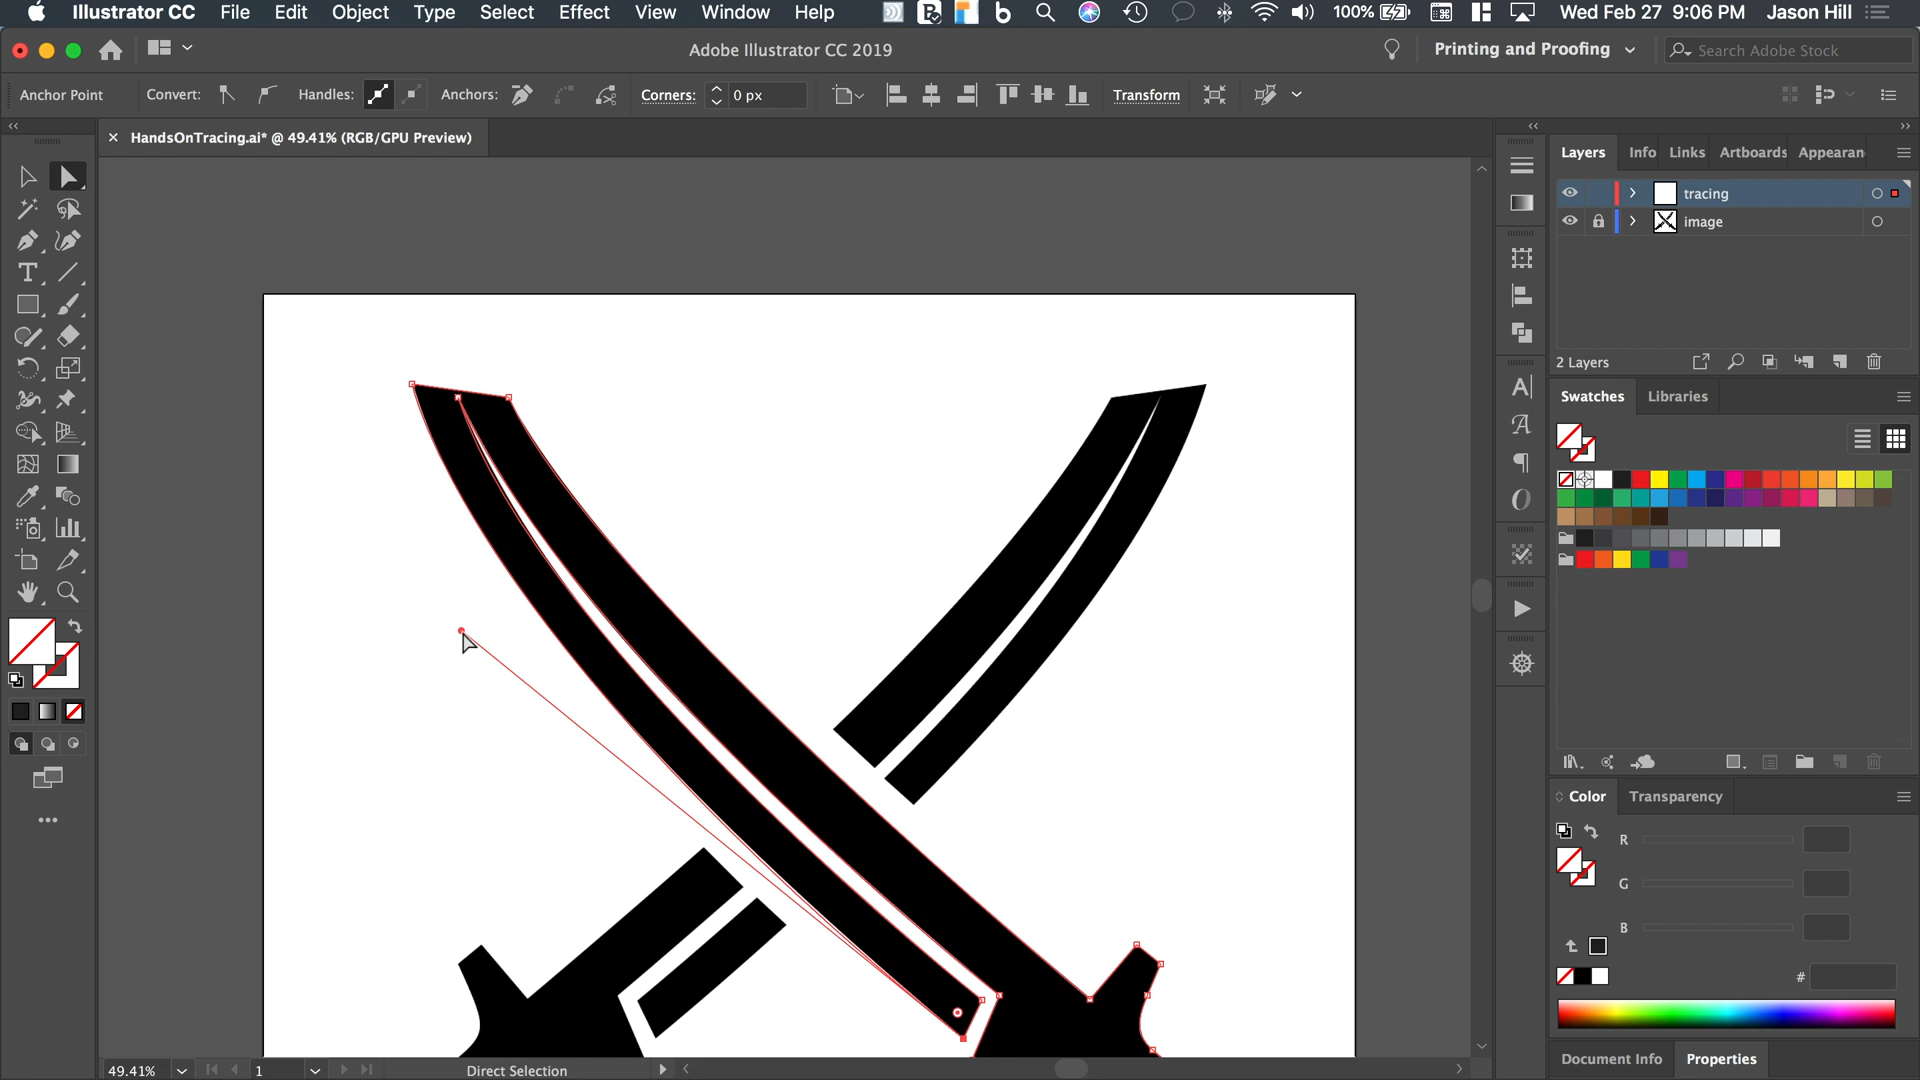 Illustrator CC File Edit Object Type Select Effect View Window Help 100% Wed Feb 27 9:06 PM Jason Hill
Adobe Illustrator CC 2019 Printing and Proofing Search Adobe Stock
Anchor Point Convert: Handles: Anchors: Corners: 0 px Transform
HandsOnTracing.ai* @ 49.41% (RGB/GPU Preview)
Layers Info Links Artboards Appearan
tracing
image
2 Layers
Swatches Libraries
Color Transparency
R
G
B
#
Document Info Properties
49.41% 1 Direct Selection